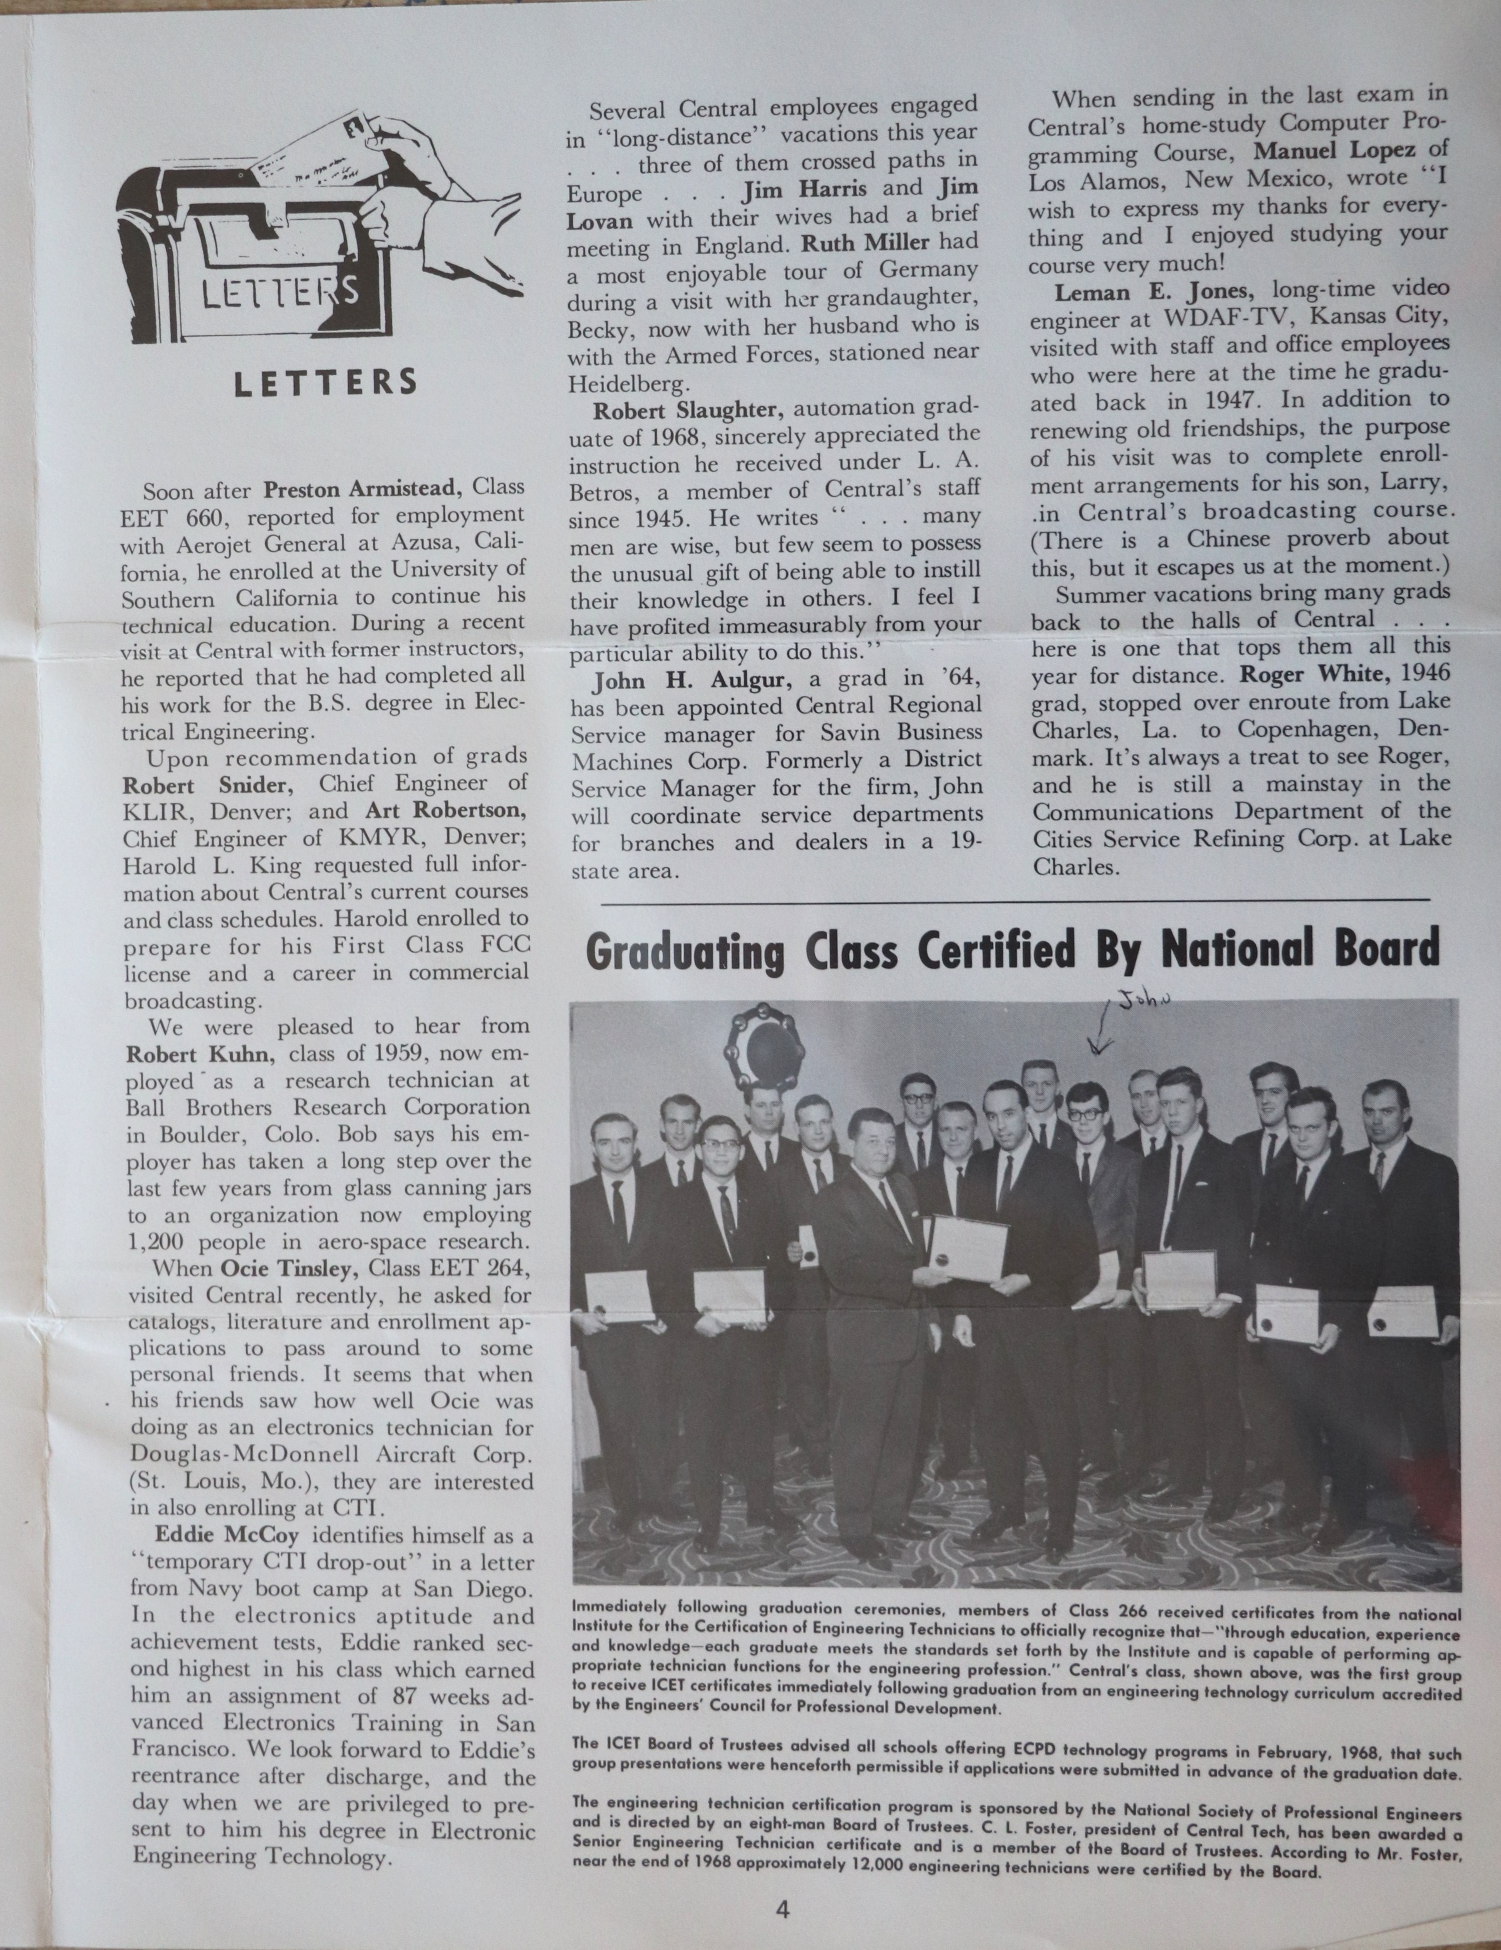 LETTERS
LETTERS
Soon after Preston Armistead, Class
EET 660, reported for employment
with Aerojet General at Azusa, Cali-
fornia, he enrolled at the University of
Southern California to continue his
technical education. During a recent
visit at Central with former instructors,
he reported that he had completed all
his work for the B.S. degree in Elec-
trical Engineering.
Upon recommendation of grads
Robert Snider, Chief Engineer of
KLIR, Denver; and Art Robertson,
Chief Engineer of KMYR, Denver;
Harold L. King requested full infor-
mation about Central's current courses
and class schedules. Harold enrolled to
prepare for his First Class FCC
license and a career in commercial
broadcasting.
We were pleased to hear from
Robert Kuhn, class of 1959, now em-
ployed as a research technician at
Ball Brothers Research Corporation
in Boulder, Colo. Bob says his em-
ployer has taken a long step over the
last few years from glass canning jars
to an organization now employing
1,200 people in aero-space research.
When Ocie Tinsley, Class EET 264,
visited Central recently, he asked for
catalogs, literature and enrollment ap-
plications to pass around to some
personal friends. It seems that when
his friends saw how well Ocie was
doing as an electronics technician for
Douglas-McDonnell Aircraft Corp.
(St. Louis, Mo.), they are interested
in also enrolling at CTI.
Eddie McCoy identifies himself as a
"temporary CTI drop-out" in a letter
from Navy boot camp at San Diego.
In the electronics aptitude and
achievement tests, Eddie ranked sec-
ond highest in his class which earned
him an assignment of 87 weeks ad-
vanced Electronics Training in San
Francisco. We look forward to Eddie's
reentrance after discharge, and the
day when we are privileged to pre-
sent to him his degree in Electronic
Engineering Technology.
Several Central employees engaged
in "long-distance" vacations this year
. . . three of them crossed paths in
Europe . . . Jim Harris and Jim
Lovan with their wives had a brief
meeting in England. Ruth Miller had
a most enjoyable tour of Germany
during a visit with her grandaughter,
Becky, now with her husband who is
with the Armed Forces, stationed near
Heidelberg.
Robert Slaughter, automation grad-
uate of 1968, sincerely appreciated the
instruction he received under L. A.
Betros, a member of Central's staff
since 1945. He writes " . . . many
men are wise, but few seem to possess
the unusual gift of being able to instill
their knowledge in others. I feel I
have profited immeasurably from your
particular ability to do this."
John H. Aulgur, a grad in '64,
has been appointed Central Regional
Service manager for Savin Business
Machines Corp. Formerly a District
Service Manager for the firm, John
will coordinate service departments
for branches and dealers in a 19-
state area.
When sending in the last exam in
Central's home-study Computer Pro-
gramming Course, Manuel Lopez of
Los Alamos, New Mexico, wrote "I
wish to express my thanks for every-
thing and I enjoyed studying your
course very much!
Leman E. Jones, long-time video
engineer at WDAF-TV, Kansas City,
visited with staff and office employees
who were here at the time he gradu-
ated back in 1947. In addition to
renewing old friendships, the purpose
of his visit was to complete enroll-
ment arrangements for his son, Larry,
.in Central's broadcasting course.
(There is a Chinese proverb about
this, but it escapes us at the moment.)
Summer vacations bring many grads
back to the halls of Central . . .
here is one that tops them all this
year for distance. Roger White, 1946
grad, stopped over enroute from Lake
Charles, La. to Copenhagen, Den-
mark. It's always a treat to see Roger,
and he is still a mainstay in the
Communications Department of the
Cities Service Refining Corp. at Lake
Charles.
Graduating Class Certified By National Board
John
Immediately following graduation ceremonies, members of Class 266 received certificates from the national
Institute for the Certification of Engineering Technicians to officially recognize that—"through education, experience
and knowledge—each graduate meets the standards set forth by the Institute and is capable of performing ap-
propriate technician functions for the engineering profession." Central's class, shown above, was the first group
to receive ICET certificates immediately following graduation from an engineering technology curriculum accredited
by the Engineers' Council for Professional Development.
The ICET Board of Trustees advised all schools offering ECPD technology programs in February, 1968, that such
group presentations were henceforth permissible if applications were submitted in advance of the graduation date.
The engineering technician certification program is sponsored by the National Society of Professional Engineers
and is directed by an eight-man Board of Trustees. C. L. Foster, president of Central Tech, has been awarded a
Senior Engineering Technician certificate and is a member of the Board of Trustees. According to Mr. Foster,
near the end of 1968 approximately 12,000 engineering technicians were certified by the Board.
4